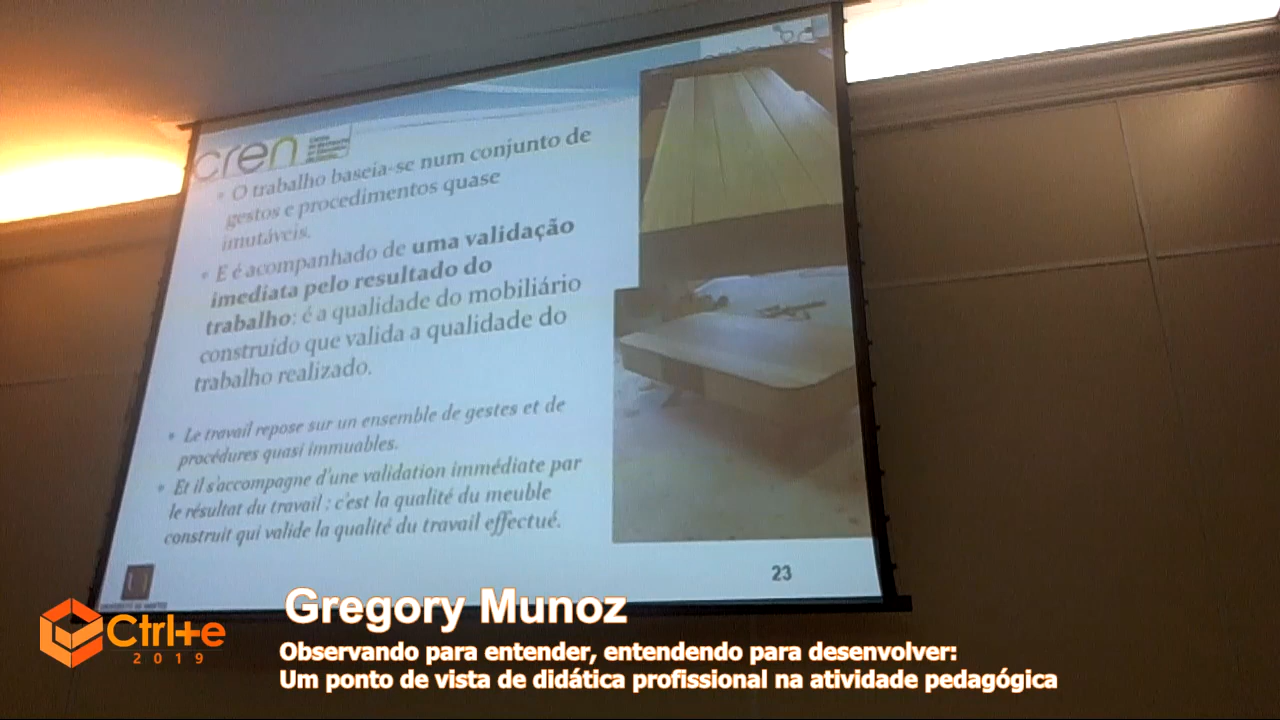 cren
• O trabalho baseia-se num conjunto de
gestos e procedimentos quase
imutáveis.
• E é acompanhado de uma validação
imediata pelo resultado do
trabalho: é a qualidade do mobiliário
construído que valida a qualidade do
trabalho realizado.
• Le travail repose sur un ensemble de gestes et de
procédures quasi immuables.
• Et il s'accompagne d'une validation immédiate par
le résultat du travail : c'est la qualité du meuble
construit qui valide la qualité du travail effectué.
23
Gregory Munoz
Ctrl+e
2019
Observando para entender, entendendo para desenvolver:
Um ponto de vista de didática profissional na atividade pedagógica